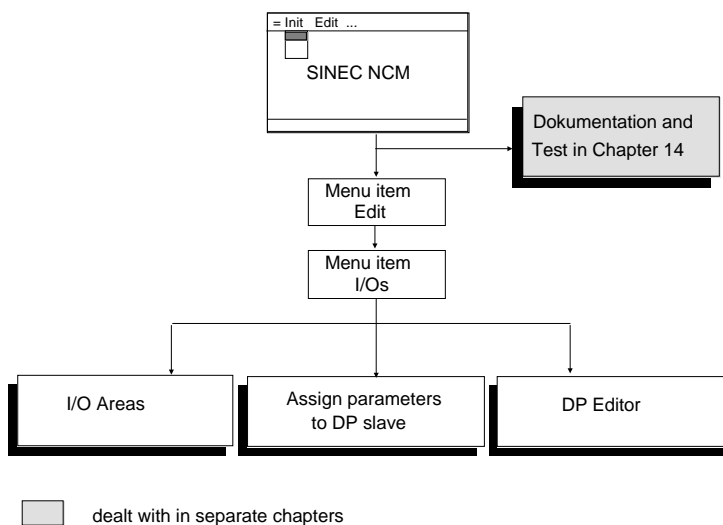 = Init Edit ...
SINEC NCM
Dokumentation and
Test in Chapter 14
Menu item
Edit
Menu item
I/Os
I/O Areas
Assign parameters
to DP slave
DP Editor
dealt with in separate chapters